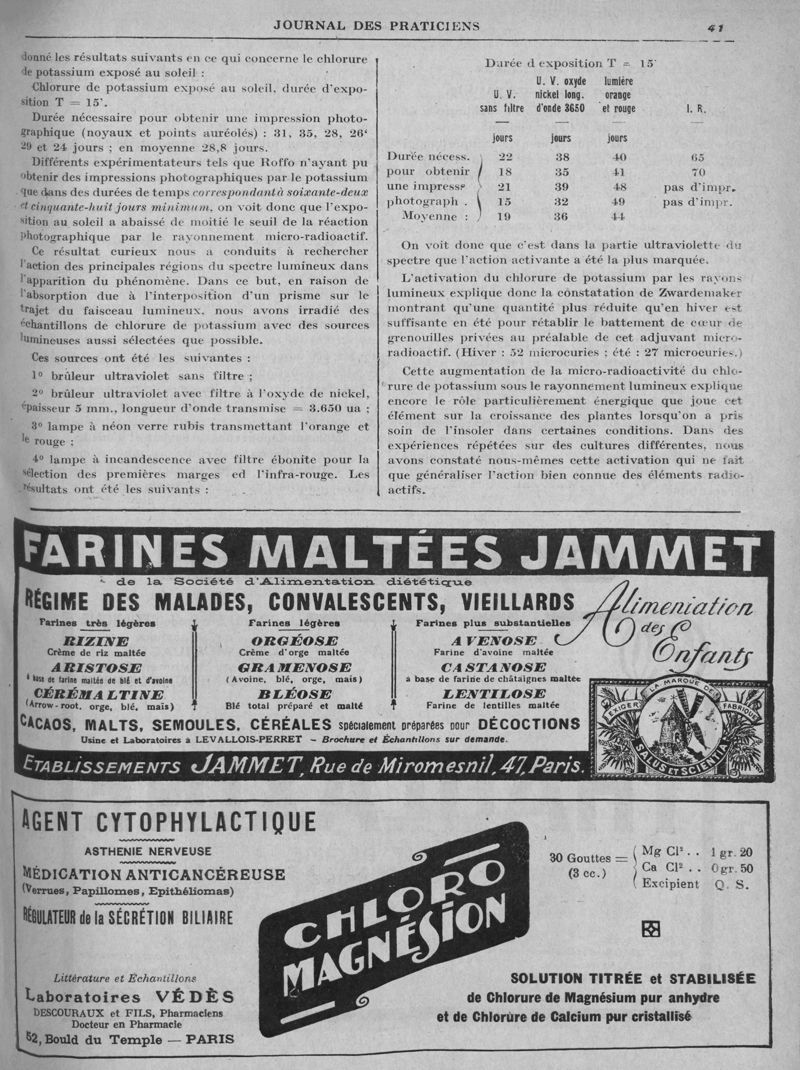 JOURNAL DES PRATICIENS
41
donné les résultats suivants en ce qui concerne le chlorure
de potassium exposé au soleil :
Chlorure de potassium exposé au soleil, durée d'expo-
sition T = 15'.
Durée nécessaire pour obtenir une impression photo-
graphique (noyaux et points auréolés) : 31, 35, 28, 26'
29 et 24 jours ; en moyenne 28,8 jours.
Différents expérimentateurs tels que Roffo n'ayant pu
obtenir des impressions photographiques par le potassium
que dans des durées de temps correspondantà soixante-deux
et cinquante-huit jours minimum, on voit donc que l'expo-
sition au soleil a abaissé de moitié le seuil de la réaction
photographique par le rayonnement micro-radioactif.
Ce résultat curieux nous a conduits à rechercher
l'action des principales régions du spectre lumineux dans
l'apparition du phénomène. Dans ce but, en raison de
l'absorption due à l'interposition d'un prisme sur le
trajet du faisceau lumineux, nous avons irradié des
échantillons de chlorure de potassium avec des sources
lumineuses aussi sélectées que possible.
Ces sources ont été les suivantes :
1º brûleur ultraviolet sans filtre ;
2º brûleur ultraviolet avec filtre à l'oxyde de nickel,
épaisseur 5 mm., longueur d'onde transmise = 3.650 ua ;
3º lampe à néon verre rubis transmettant l'orange et
le rouge ;
4º lampe à incandescence avec filtre ébonite pour la
sélection des premières marges ed l'infra-rouge. Les
résultats ont été les suivants :
Durée d exposition T = 15'
U. V. oxyde lumière
U. V. nickel long. orange
sans filtre d'onde 3650 et rouge I. R.
jours jours jours
Durée nécess. 22 38 40 65
pour obtenir 18 35 41 70
une impress° 21 39 48 pas d'impr.
photograph . 15 32 49 pas d'impr.
Moyenne : 19 36 44
On voit donc que c'est dans la partie ultraviolette du
spectre que l'action activante a été la plus marquée.
L'activation du chlorure de potassium par les rayons
lumineux explique donc la constatation de Zwardemaker
montrant qu'une quantité plus réduite qu'en hiver est
suffisante en été pour rétablir le battement de cœur de
grenouilles privées au préalable de cet adjuvant micro-
radioactif. (Hiver : 52 microcuries ; été : 27 microcuries.)
Cette augmentation de la micro-radioactivité du chlo-
rure de potassium sous le rayonnement lumineux explique
encore le rôle particulièrement énergique que joue cet
élément sur la croissance des plantes lorsqu'on a pris
soin de l'insoler dans certaines conditions. Dans des
expériences répétées sur des cultures différentes, nous
avons constaté nous-mêmes cette activation qui ne fait
que généraliser l'action bien connue des éléments radio-
actifs.
FARINES MALTÉES JAMMET
de la Société d'Alimentation diététique
RÉGIME DES MALADES, CONVALESCENTS, VIEILLARDS
Alimentation
des
Enfants
Farines très légères
RIZINE
Crème de riz maltée
ARISTOSE
à base de farine maltée de blé et d'avoine
CÉRÉMALTINE
(Arrow-root, orge, blé, maïs)
Farines légères
ORGÉOSE
Crème d'orge maltée
GRAMENOSE
(Avoine, blé, orge, maïs)
BLÉOSE
Blé total préparé et malté
Farines plus substantielles
AVENOSE
Farine d'avoine maltée
CASTANOSE
à base de farine de châtaignes maltée
LENTILOSE
Farine de lentilles maltée
CACAOS, MALTS, SEMOULES, CÉRÉALES spécialement préparées pour DÉCOCTIONS
Usine et Laboratoires à LEVALLOIS-PERRET – Brochure et Échantillons sur demande.
EXIGER LA MARQUE DE FABRIQUE
SALUS ET SCIENTIA
ETABLISSEMENTS JAMMET, Rue de Miromesnil, 47, Paris.
AGENT CYTOPHYLACTIQUE
ASTHENIE NERVEUSE
MÉDICATION ANTICANCÉREUSE
(Verrues, Papillomes, Epithéliomas)
RÉGULATEUR de la SÉCRÉTION BILIAIRE
CHLORO
MAGNÉSION
30 Gouttes =
(3 cc.)
Mg Cl² . . 1 gr. 20
Ca Cl² . . 0 gr. 50
Excipient Q. S.
Littérature et Echantillons
Laboratoires VÉDÈS
DESCOURAUX et FILS, Pharmaciens
Docteur en Pharmacie
52, Bould du Temple — PARIS
SOLUTION TITRÉE et STABILISÉE
de Chlorure de Magnésium pur anhydre
et de Chlorure de Calcium pur cristallisé